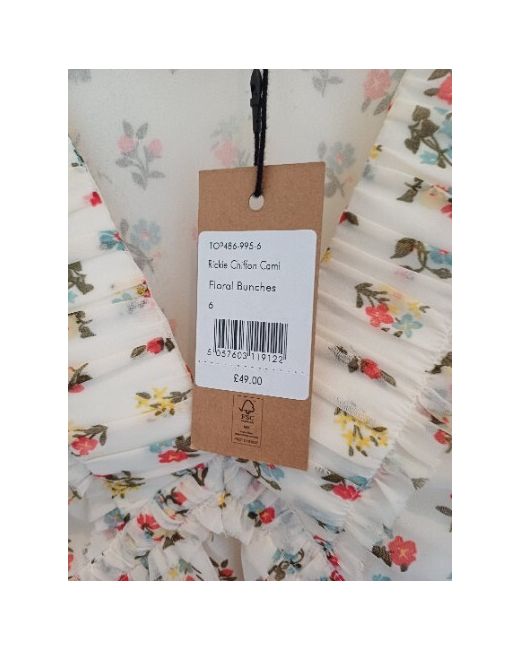 TOP486-995-6
Rickie Chiffon Cami
Floral Bunches
6
5 057603 119122
£49.00
FSC